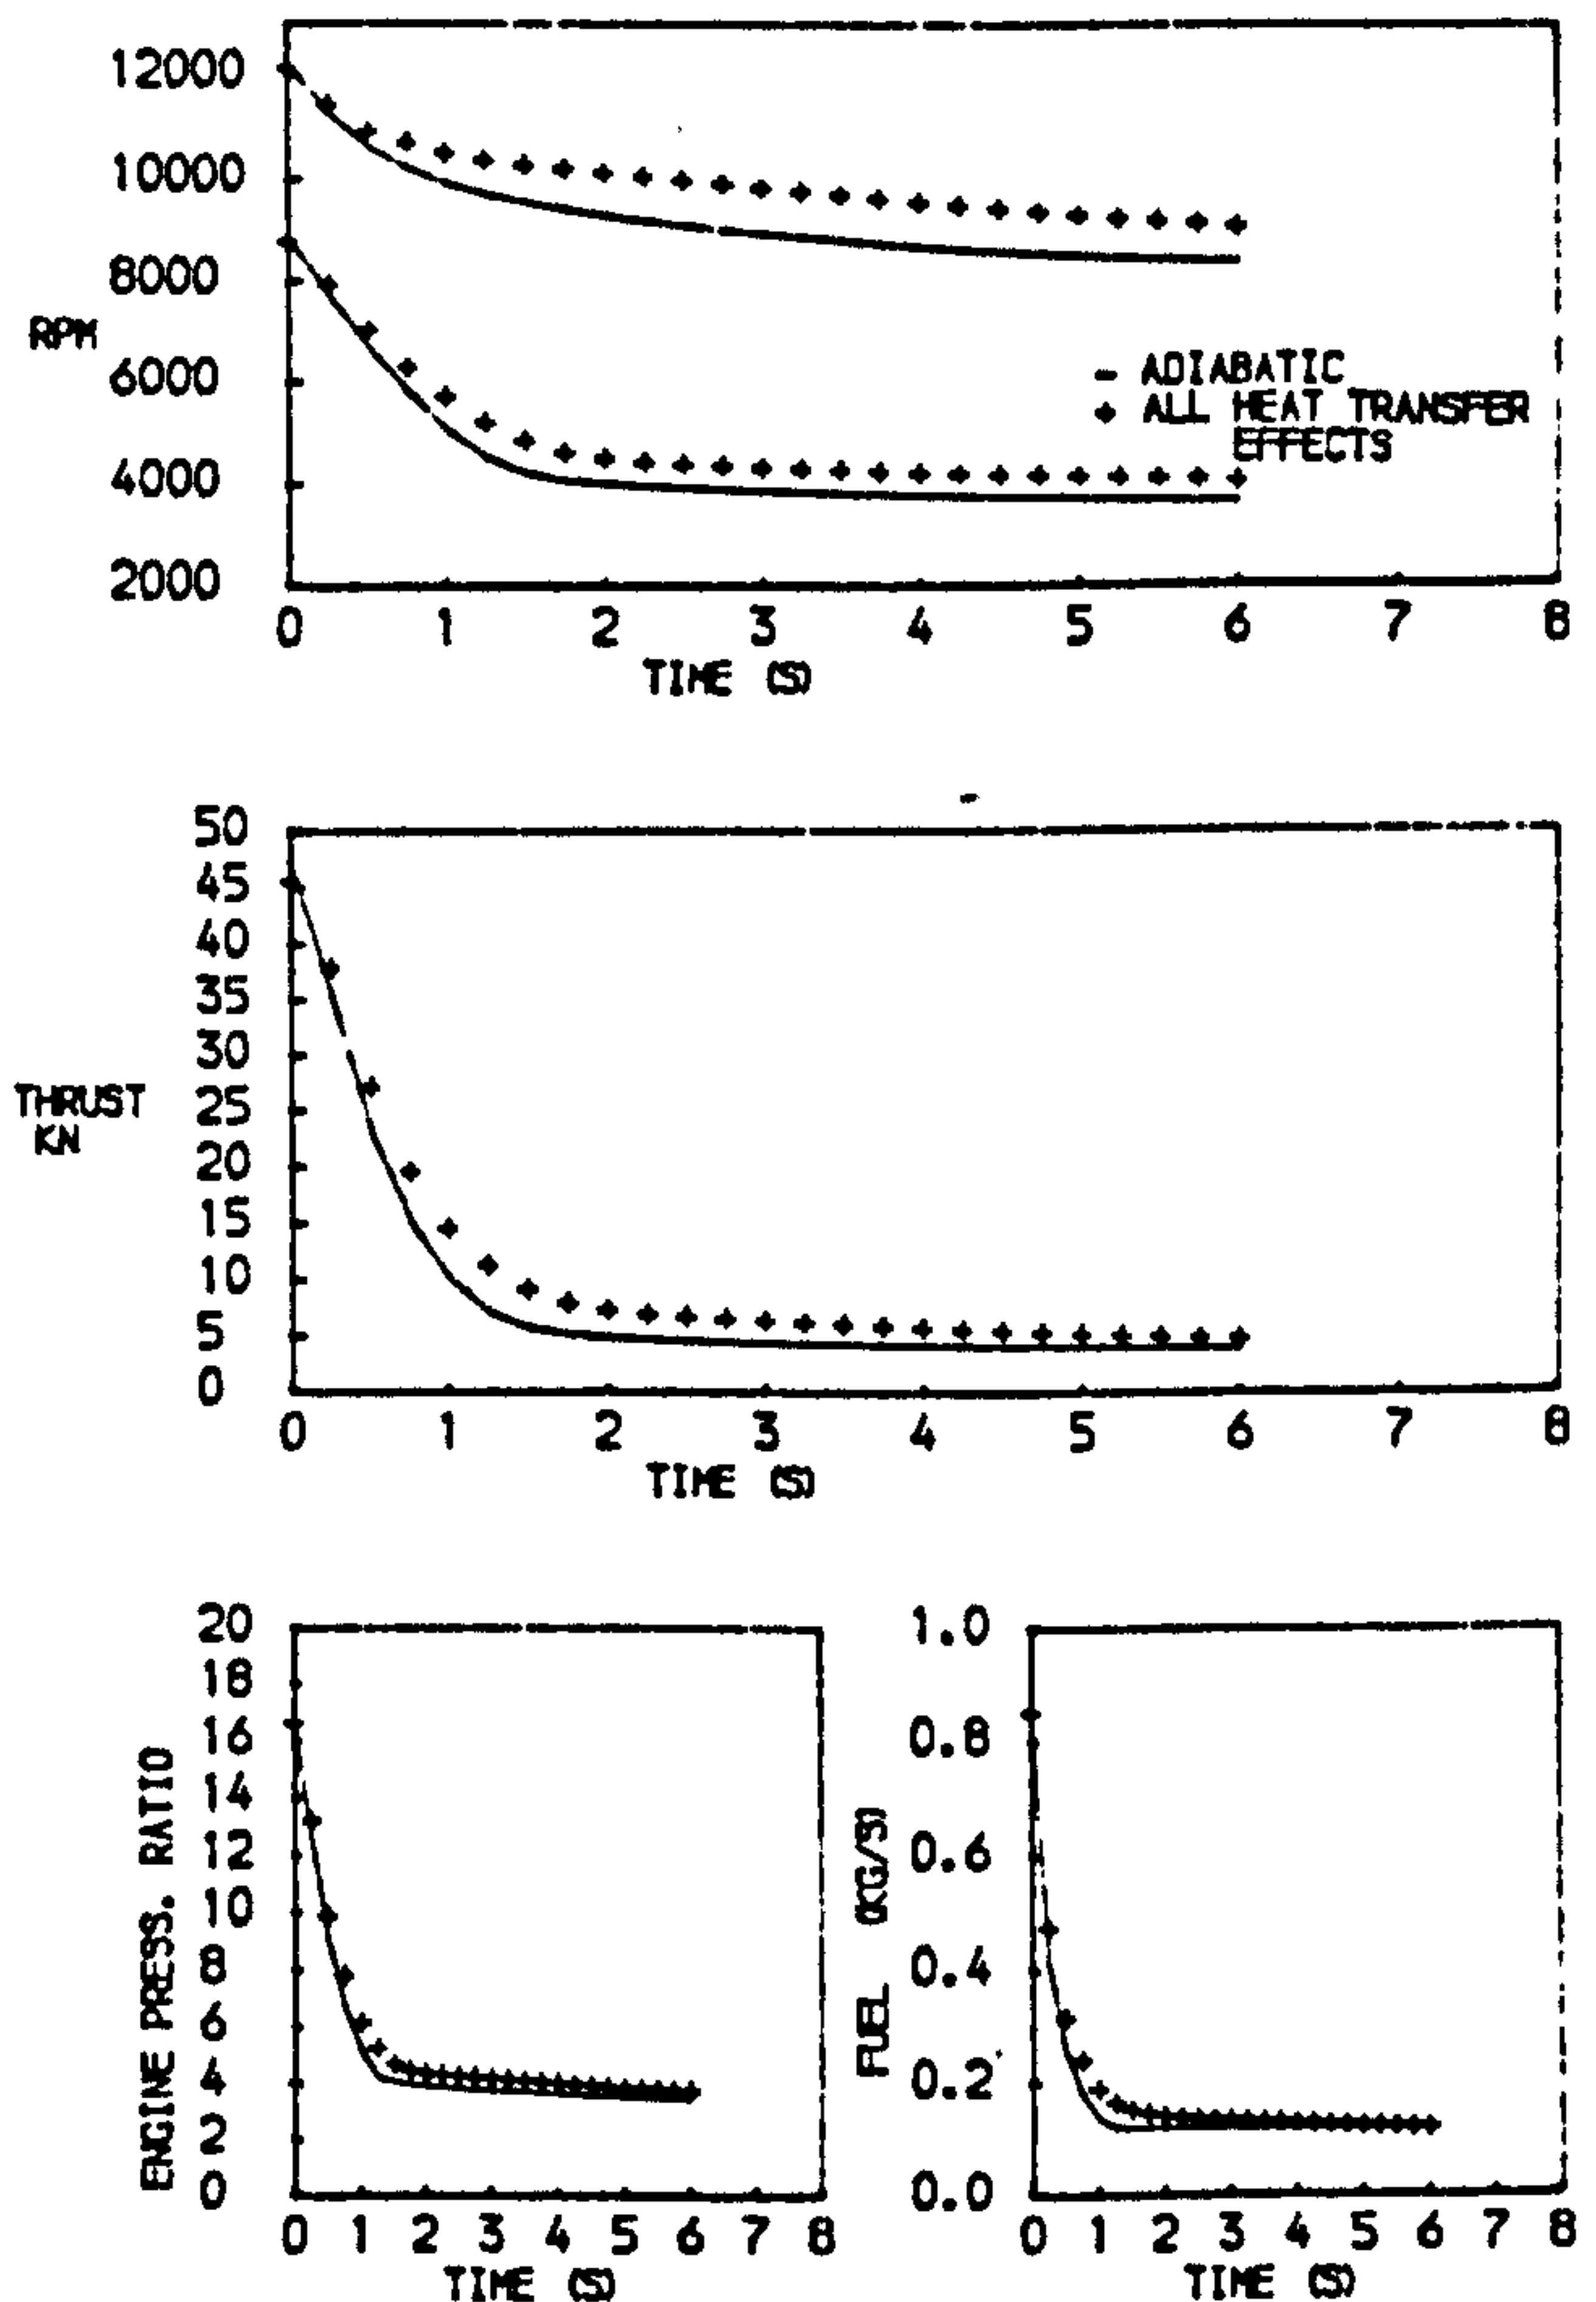 12000
10000
8000
RPM
6000
4000
2000
- ADIABATIC
◆ ALL HEAT TRANSFER
EFFECTS
0 1 2 3 4 5 6 7 8
TIME (S)
50
45
40
35
30
25
20
15
10
5
0
THRUST
KN
0 1 2 3 4 5 6 7 8
TIME (S)
20
18
16
14
12
10
8
6
4
2
0
ENGINE PRESS. RATIO
0 1 2 3 4 5 6 7 8
TIME (S)
1.0
0.8
0.6
0.4
0.2
0.0
FUEL (KG/S)
0 1 2 3 4 5 6 7 8
TIME (S)